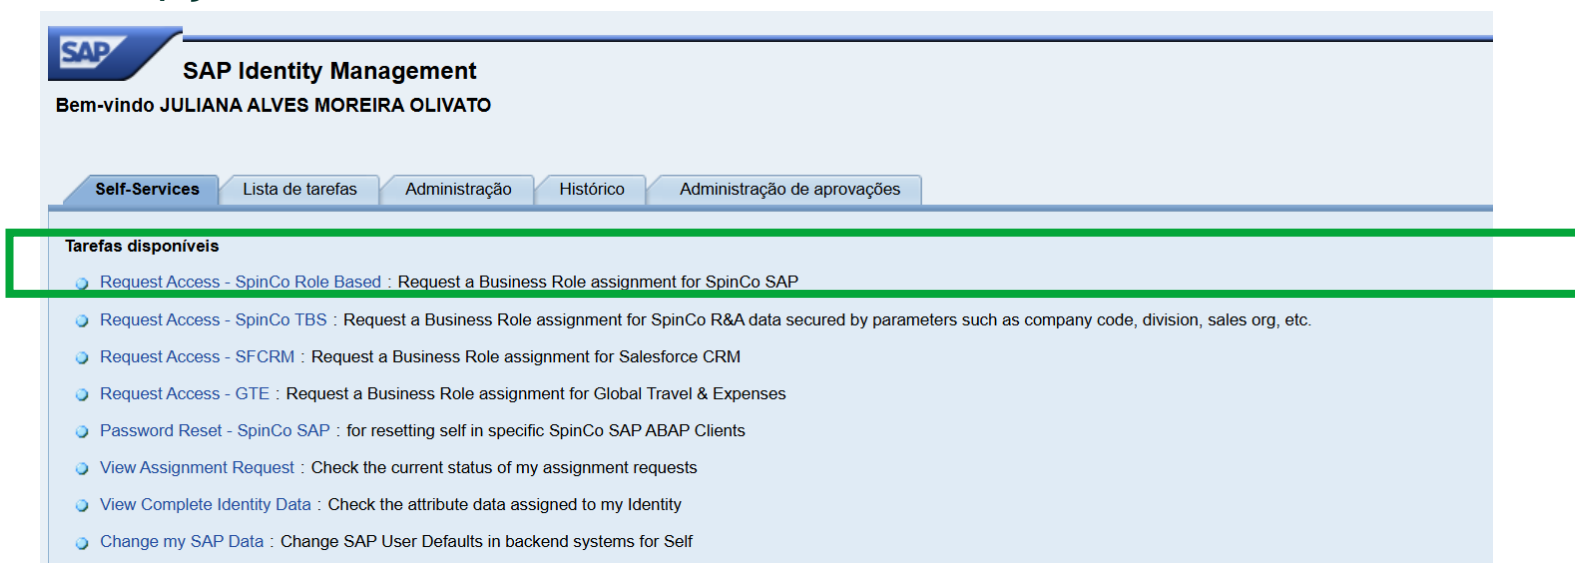 SAP
SAP Identity Management
Bem-vindo JULIANA ALVES MOREIRA OLIVATO
Self-Services Lista de tarefas Administração Histórico Administração de aprovações
Tarefas disponíveis
Request Access - SpinCo Role Based : Request a Business Role assignment for SpinCo SAP
Request Access - SpinCo TBS : Request a Business Role assignment for SpinCo R&A data secured by parameters such as company code, division, sales org, etc.
Request Access - SFCRM : Request a Business Role assignment for Salesforce CRM
Request Access - GTE : Request a Business Role assignment for Global Travel & Expenses
Password Reset - SpinCo SAP : for resetting self in specific SpinCo SAP ABAP Clients
View Assignment Request : Check the current status of my assignment requests
View Complete Identity Data : Check the attribute data assigned to my Identity
Change my SAP Data : Change SAP User Defaults in backend systems for Self